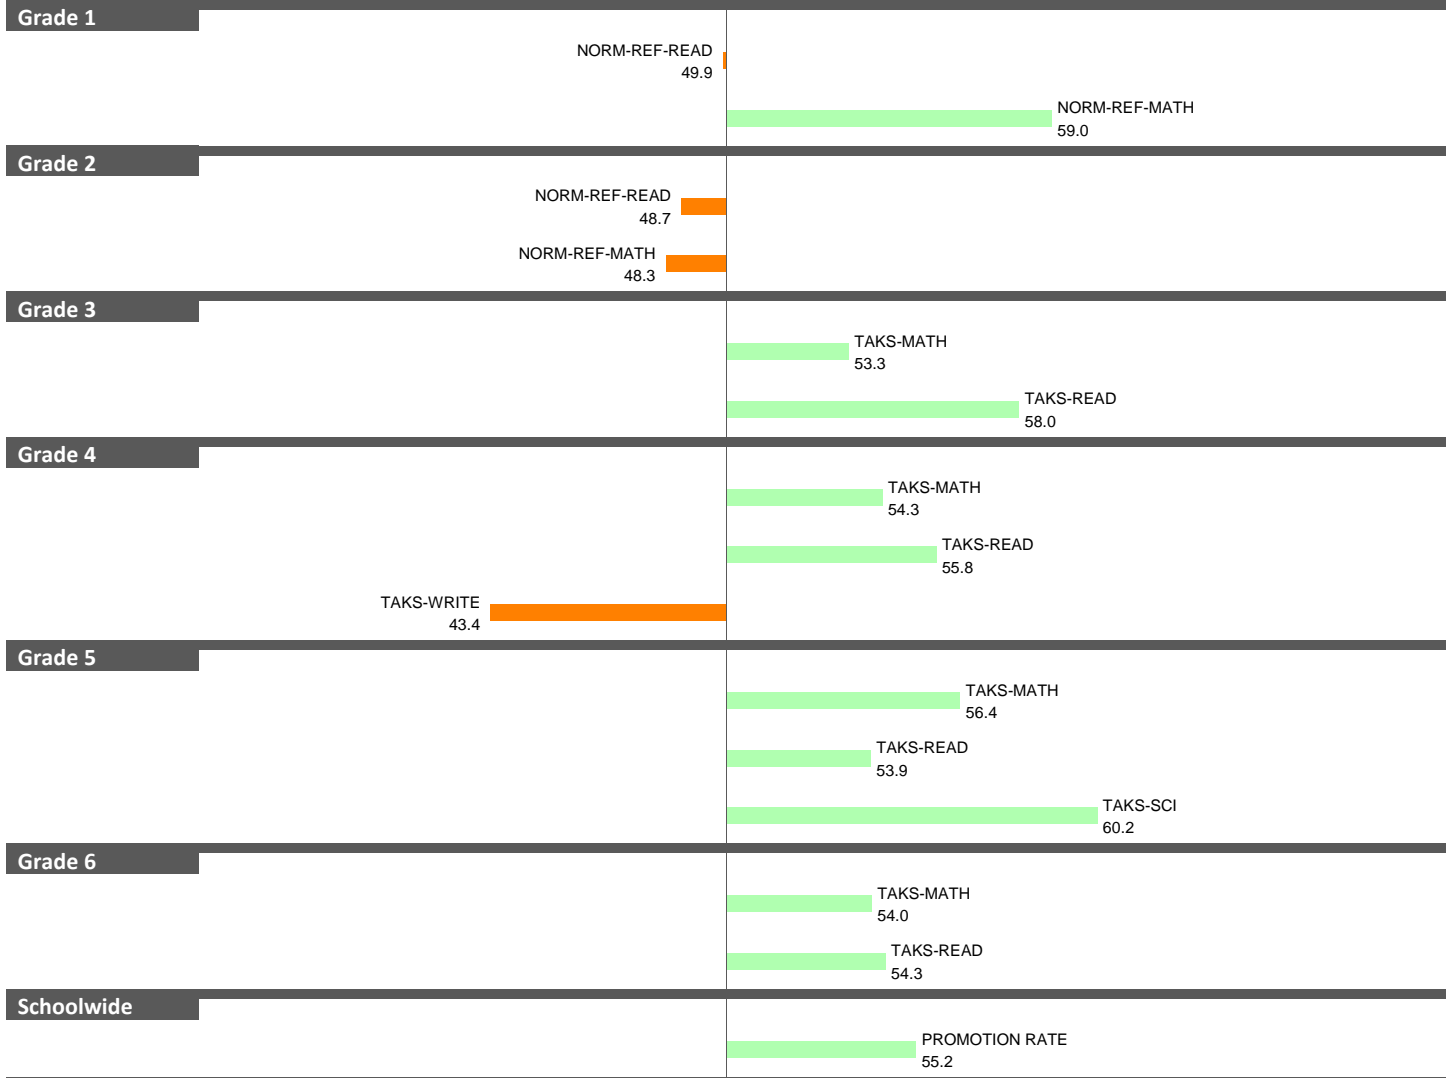 Grade 1
NORM-REF-READ
49.9
NORM-REF-MATH
59.0
Grade 2
NORM-REF-READ
48.7
NORM-REF-MATH
48.3
Grade 3
TAKS-MATH
53.3
TAKS-READ
58.0
Grade 4
TAKS-MATH
54.3
TAKS-READ
55.8
TAKS-WRITE
43.4
Grade 5
TAKS-MATH
56.4
TAKS-READ
53.9
TAKS-SCI
60.2
Grade 6
TAKS-MATH
54.0
TAKS-READ
54.3
Schoolwide
PROMOTION RATE
55.2